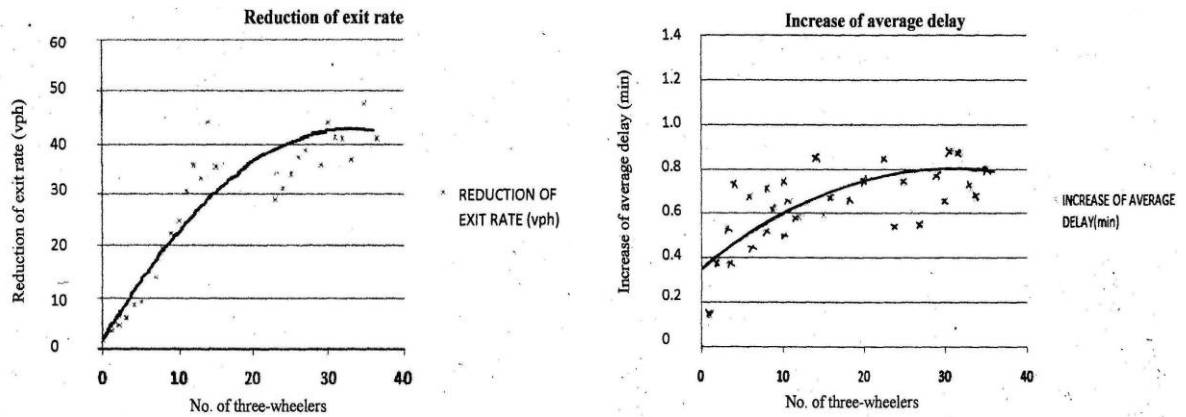 Reduction of exit rate
60
50
40
30
20
10
0
Reduction of exit rate (vph)
0 10 20 30 40
No. of three-wheelers
× REDUCTION OF
EXIT RATE (vph)
Increase of average delay
1.4
1.2
1.0
0.8
0.6
0.4
0.2
0
Increase of average delay (min)
0 10 20 30 40
No. of three-wheelers
× INCREASE OF AVERAGE
DELAY(min)